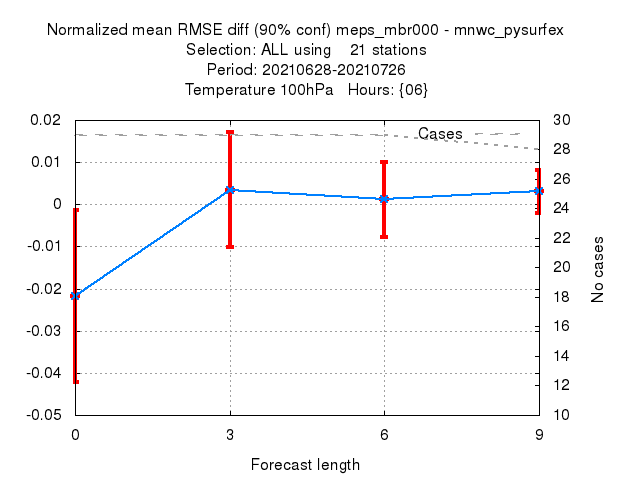 Normalized mean RMSE diff (90% conf) meps_mbr000 - mnwc_pysurfex
Selection: ALL using 21 stations
Period: 20210628-20210726
Temperature 100hPa Hours: {06}
0.02
0.01
0
-0.01
-0.02
-0.03
-0.04
-0.05
Cases
30
28
26
24
22
20
18
16
14
12
10
No cases
0 3 6 9
Forecast length